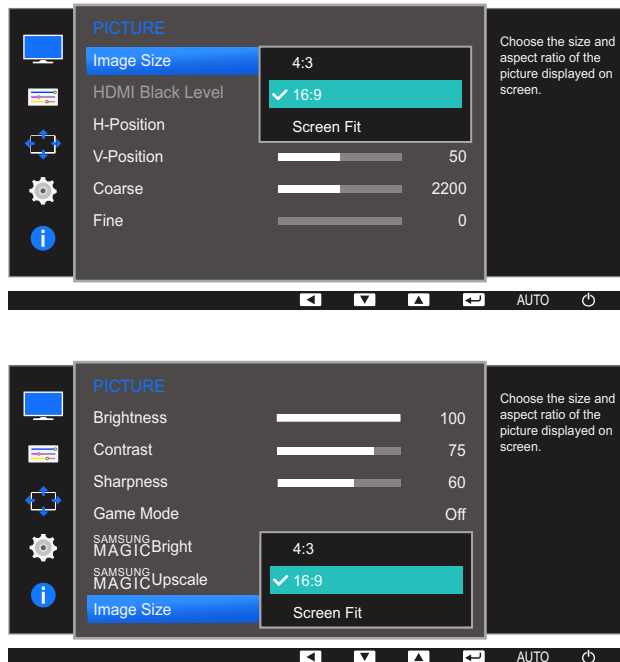 PICTURE
Image Size
4:3
HDMI Black Level
16:9
H-Position
Screen Fit
V-Position 50
Coarse 2200
Fine 0
Choose the size and
aspect ratio of the
picture displayed on
screen.
AUTO
PICTURE
Brightness 100
Contrast 75
Sharpness 60
Game Mode Off
SAMSUNG
MAGICBright
4:3
SAMSUNG
MAGICUpscale
16:9
Image Size
Screen Fit
Choose the size and
aspect ratio of the
picture displayed on
screen.
AUTO